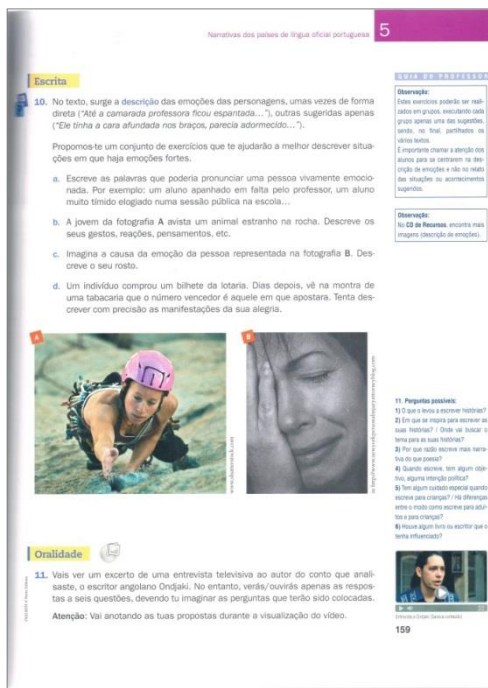 Narrativas dos países de língua oficial portuguesa 5
Escrita
10. No texto, surge a descrição das emoções das personagens, umas vezes de forma
direta (“Até a camarada professora ficou espantada...”), outras sugeridas apenas
(“Ele tinha a cara afundada nos braços, parecia adormecido...”).
Propomos-te um conjunto de exercícios que te ajudarão a melhor descrever situa-
ções em que haja emoções fortes.
a. Escreve as palavras que poderia pronunciar uma pessoa vivamente emocio-
nada. Por exemplo: um aluno apanhado em falta pelo professor, um aluno
muito tímido elogiado numa sessão pública na escola...
b. A jovem da fotografia A avista um animal estranho na rocha. Descreve os
seus gestos, reações, pensamentos, etc.
c. Imagina a causa da emoção da pessoa representada na fotografia B. Des-
creve o seu rosto.
d. Um indivíduo comprou um bilhete da lotaria. Dias depois, vê na montra de
uma tabacaria que o número vencedor é aquele em que apostara. Tenta des-
crever com precisão as manifestações da sua alegria.
A
www.shutterstock.com
B
Oralidade
11. Vais ver um excerto de uma entrevista televisiva ao autor do conto que anali-
saste, o escritor angolano Ondjaki. No entanto, verás/ouvirás apenas as respos-
tas a seis questões, devendo tu imaginar as perguntas que terão sido colocadas.
Atenção: Vai anotando as tuas propostas durante a visualização do vídeo.
GUIA DO PROFESSOR
Observação:
Estes exercícios poderão ser reali-
zados em grupos, executando cada
grupo apenas uma das sugestões,
sendo, no final, partilhados os
vários textos.
É importante chamar a atenção dos
alunos para se centrarem na des-
crição de emoções e não no relato
das situações ou acontecimentos
sugeridos.
Observação:
No CD de Recursos, encontra mais
imagens (descrição de emoções).
11. Perguntas possíveis:
1) O que o levou a escrever histórias?
2) Em que se inspira para escrever as
suas histórias? / Onde vai buscar o
tema para as suas histórias?
3) Por que razão escreve mais narra-
tiva do que poesia?
4) Quando escreve, tem algum obje-
tivo, alguma intenção política?
5) Tem algum cuidado especial quando
escreve para crianças? / Há diferenças
entre o modo como escreve para adul-
tos e para crianças?
6) Houve algum livro ou escritor que o
tenha influenciado?
159